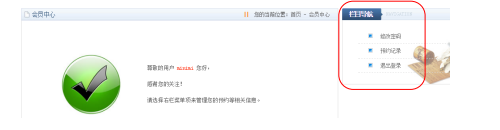 会员中心
您的当前位置：首页 - 会员中心
尊敬的用户 minimi 您好，
感谢您的关注！
请选择右栏菜单项来管理您的预约等相关信息。
栏目导航
修改密码
预约记录
退出登录